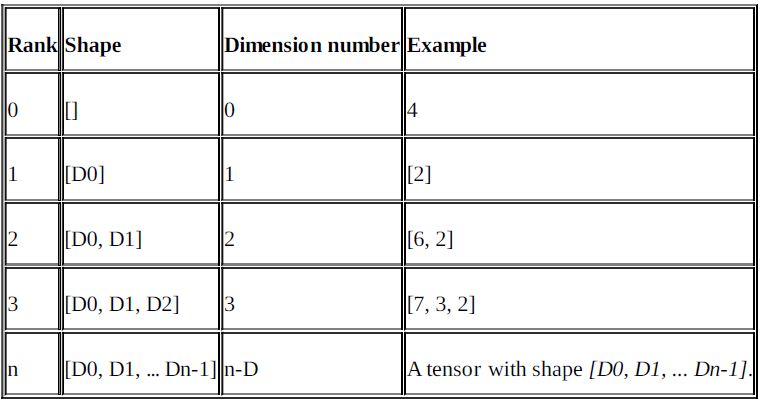 Rank Shape Dimension number Example
0 [] 0 4
1 [D0] 1 [2]
2 [D0, D1] 2 [6, 2]
3 [D0, D1, D2] 3 [7, 3, 2]
n [D0, D1, ... Dn-1] n-D A tensor with shape [D0, D1, ... Dn-1].